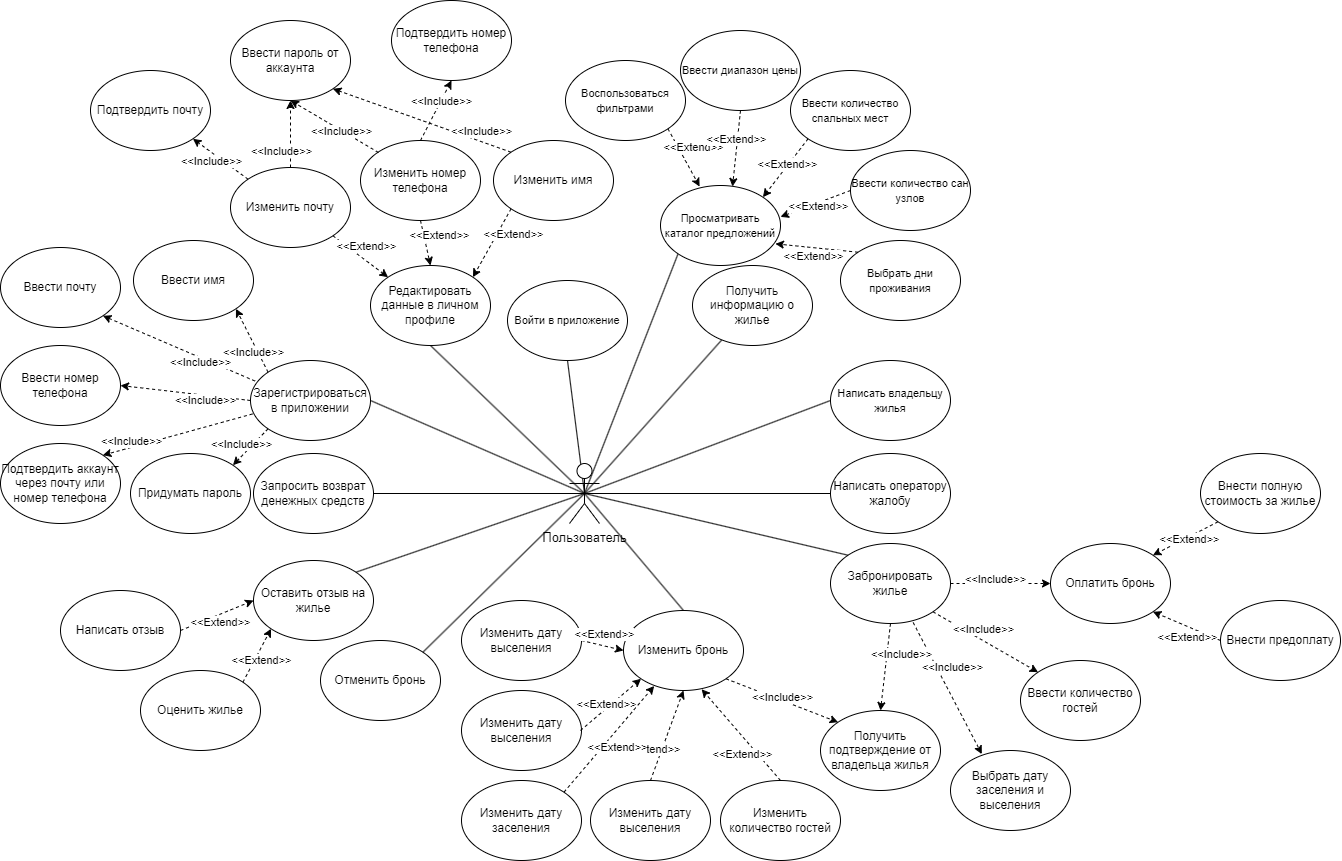 Подтвердить номер
телефона
Ввести пароль от
аккаунта
Подтвердить почту
<<Include>>
<<Include>>
<<Include>>
<<Include>>
<<Include>>
Изменить почту
Изменить номер
телефона
Изменить имя
<<Extend>>
<<Extend>>
<<Extend>>
Редактировать
данные в личном
профиле
Воспользоваться
фильтрами
Ввести диапазон цены
Ввести количество
спальных мест
Ввести количество сан
узлов
Выбрать дни
проживания
<<Extend>>
<<Extend>>
<<Extend>>
<<Extend>>
<<Extend>>
Просматривать
каталог предложений
Получить
информацию о
жилье
Войти в приложение
Ввести почту
Ввести имя
Ввести номер
телефона
<<Include>>
<<Include>>
<<Include>>
<<Include>>
<<Include>>
Зарегистрироваться
в приложении
Подтвердить аккаунт
через почту или
номер телефона
Придумать пароль
Запросить возврат
денежных средств
Написать владельцу
жилья
Написать оператору
жалобу
Пользователь
Забронировать
жилье
<<Include>>
Оплатить бронь
<<Extend>>
Внести полную
стоимость за жилье
<<Extend>>
Внести предоплату
<<Include>>
<<Include>>
<<Include>>
Ввести количество
гостей
Выбрать дату
заселения и
выселения
Получить
подтверждение от
владельца жилья
Оставить отзыв на
жилье
Написать отзыв
<<Extend>>
<<Extend>>
Оценить жилье
Отменить бронь
Изменить бронь
<<Include>>
Изменить дату
выселения
<<Extend>>
Изменить дату
выселения
<<Extend>>
<<Extend>>
tend>>
<<Extend>>
Изменить дату
заселения
Изменить дату
выселения
Изменить
количество гостей